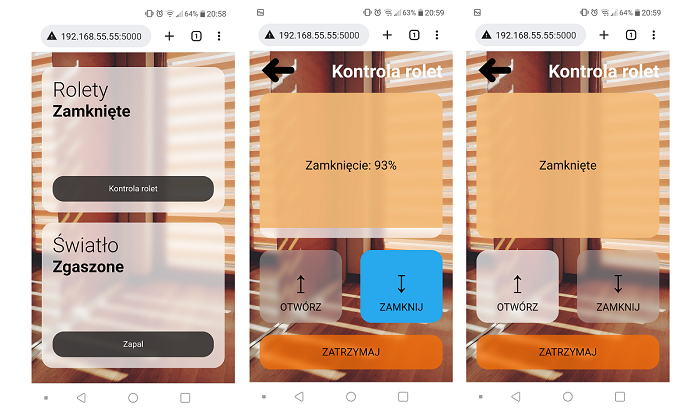 64% 20:58
192.168.55.55:5000
1
Rolety
Zamknięte
Kontrola rolet
Światło
Zgaszone
Zapal
63% 20:59
192.168.55.55:5000
1
Kontrola rolet
Zamknięcie: 93%
OTWÓRZ ZAMKNIJ
ZATRZYMAJ
64% 20:59
192.168.55.55:5000
1
Kontrola rolet
Zamknięte
OTWÓRZ ZAMKNIJ
ZATRZYMAJ